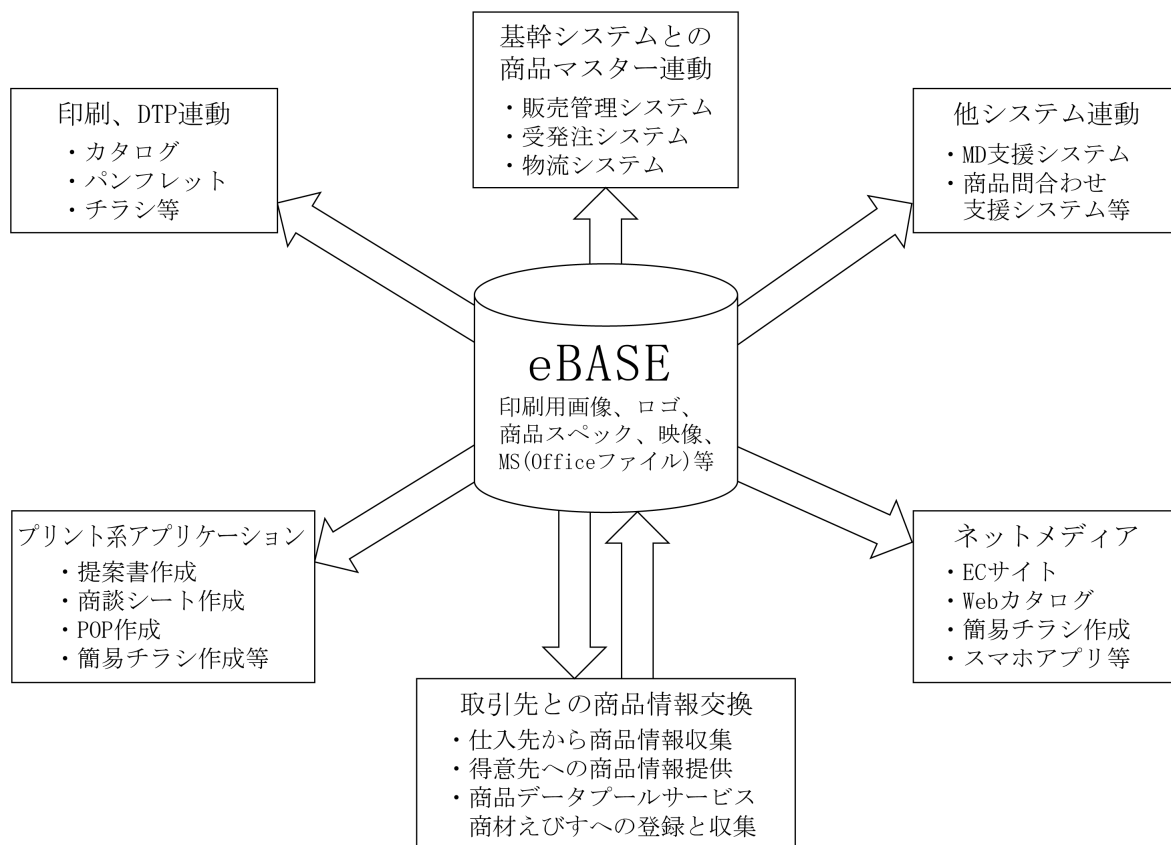 基幹システムとの
商品マスター連動
・販売管理システム
・受発注システム
・物流システム
印刷、DTP連動
・カタログ
・パンフレット
・チラシ等
他システム連動
・MD支援システム
・商品問合わせ
支援システム等
eBASE
印刷用画像、ロゴ、
商品スペック、映像、
MS(Officeファイル)等
プリント系アプリケーション
・提案書作成
・商談シート作成
・POP作成
・簡易チラシ作成等
ネットメディア
・ECサイト
・Webカタログ
・簡易チラシ作成
・スマホアプリ等
取引先との商品情報交換
・仕入先から商品情報収集
・得意先への商品情報提供
・商品データプールサービス
商材えびすへの登録と収集